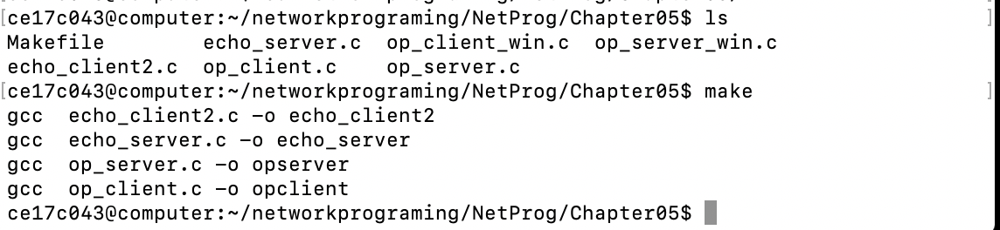 [ce17c043@computer:~/networkprograming/NetProg/Chapter05$ ls ]
Makefile        echo_server.c  op_client_win.c  op_server_win.c
echo_client2.c  op_client.c    op_server.c
[ce17c043@computer:~/networkprograming/NetProg/Chapter05$ make ]
gcc  echo_client2.c -o echo_client2
gcc  echo_server.c -o echo_server
gcc  op_server.c -o opserver
gcc  op_client.c -o opclient
ce17c043@computer:~/networkprograming/NetProg/Chapter05$